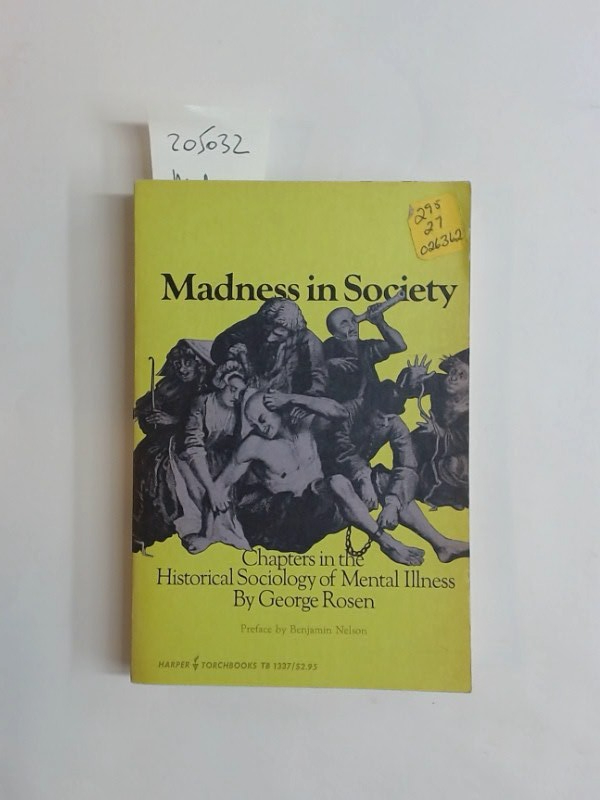 205032
295
27
026362
Madness in Society
Chapters in the
Historical Sociology of Mental Illness
By George Rosen
Preface by Benjamin Nelson
HARPER TORCHBOOKS TB 1337/$2.95